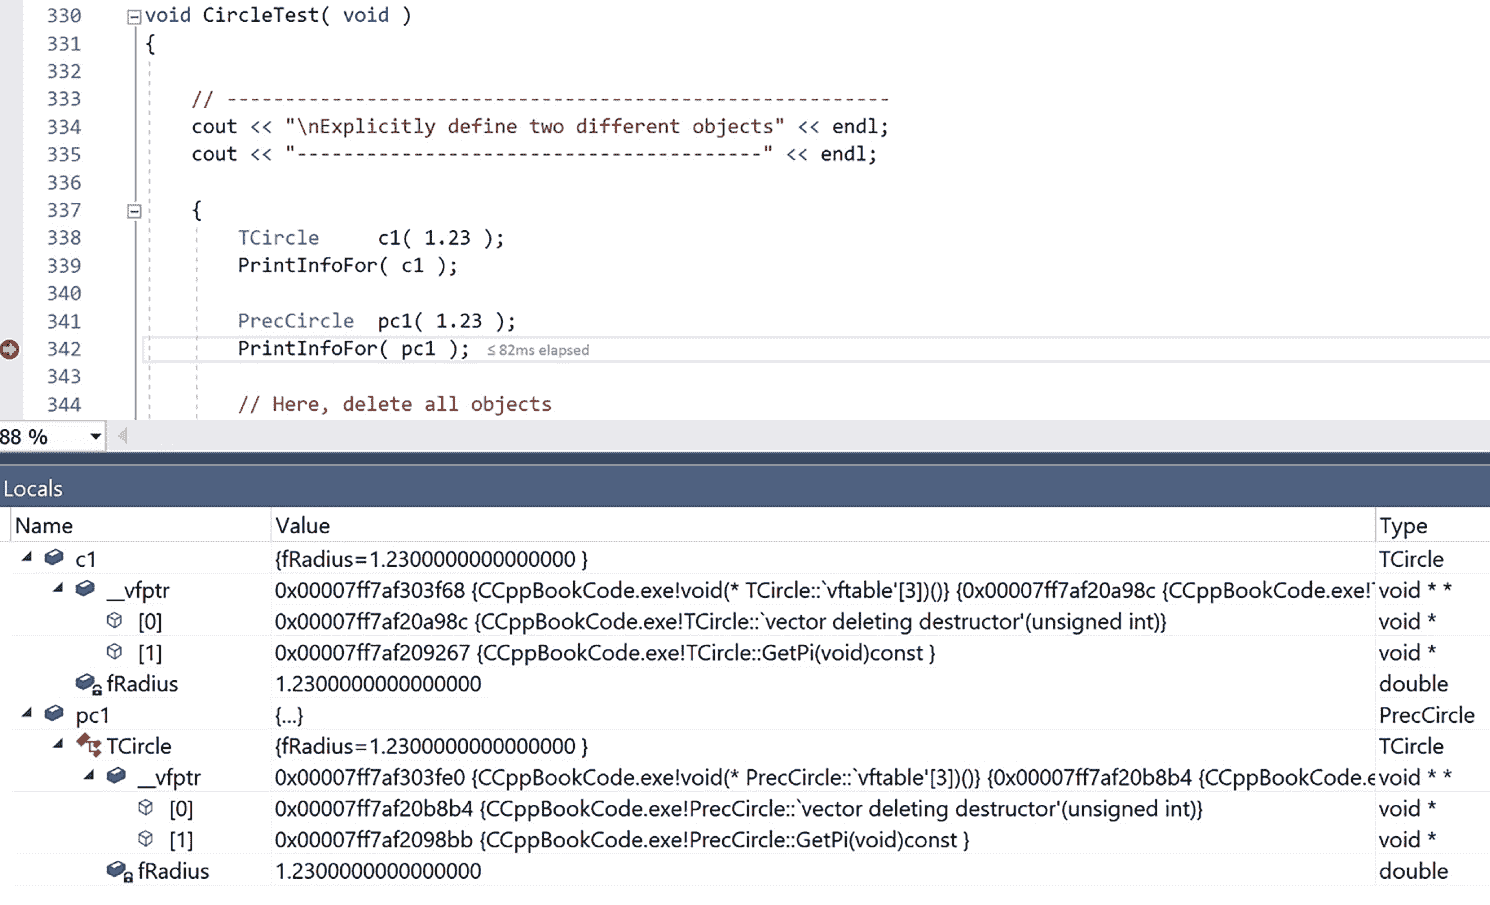 330 void CircleTest( void )
331 {
332
333 // ---------------------------------------------------------
334 cout << "\nExplicitly define two different objects" << endl;
335 cout << "----------------------------------------" << endl;
336
337 {
338 TCircle c1( 1.23 );
339 PrintInfoFor( c1 );
340
341 PrecCircle pc1( 1.23 );
342 PrintInfoFor( pc1 ); ≤ 82ms elapsed
343
344 // Here, delete all objects
88 %
Locals
Name Value Type
c1 {fRadius=1.2300000000000000 } TCircle
__vfptr 0x00007ff7af303f68 {CCppBookCode.exe!void(* TCircle::`vftable'[3])()} {0x00007ff7af20a98c {CCppBookCode.exe! void * *
[0] 0x00007ff7af20a98c {CCppBookCode.exe!TCircle::`vector deleting destructor'(unsigned int)} void *
[1] 0x00007ff7af209267 {CCppBookCode.exe!TCircle::GetPi(void)const } void *
fRadius 1.2300000000000000 double
pc1 {...} PrecCircle
TCircle {fRadius=1.2300000000000000 } TCircle
__vfptr 0x00007ff7af303fe0 {CCppBookCode.exe!void(* PrecCircle::`vftable'[3])()} {0x00007ff7af20b8b4 {CCppBookCode.e void * *
[0] 0x00007ff7af20b8b4 {CCppBookCode.exe!PrecCircle::`vector deleting destructor'(unsigned int)} void *
[1] 0x00007ff7af2098bb {CCppBookCode.exe!PrecCircle::GetPi(void)const } void *
fRadius 1.2300000000000000 double